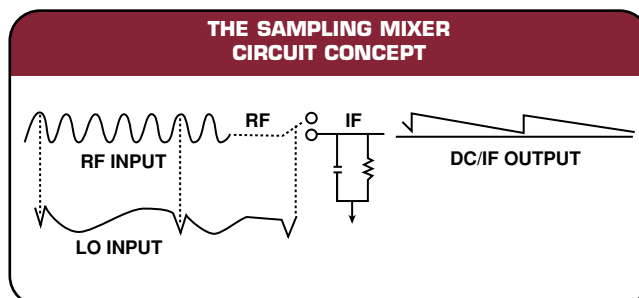 THE SAMPLING MIXER
CIRCUIT CONCEPT
RF
IF
RF INPUT
DC/IF OUTPUT
LO INPUT